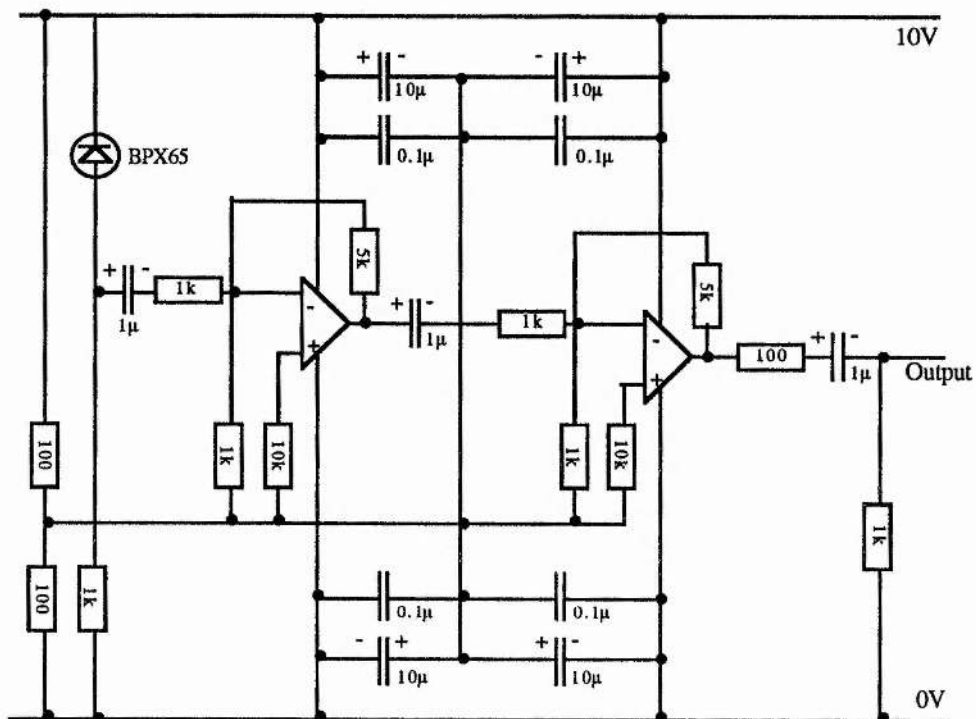 10V
+ - - +
10μ 10μ
BPX65
0.1μ 0.1μ
5k
+ - 1k
1μ
- +
5k
+ - 1k
1μ
- +
100 + - 1μ
Output
100 1k 10k 1k 10k
1k
100 1k
0.1μ 0.1μ
- + + -
10μ 10μ
0V